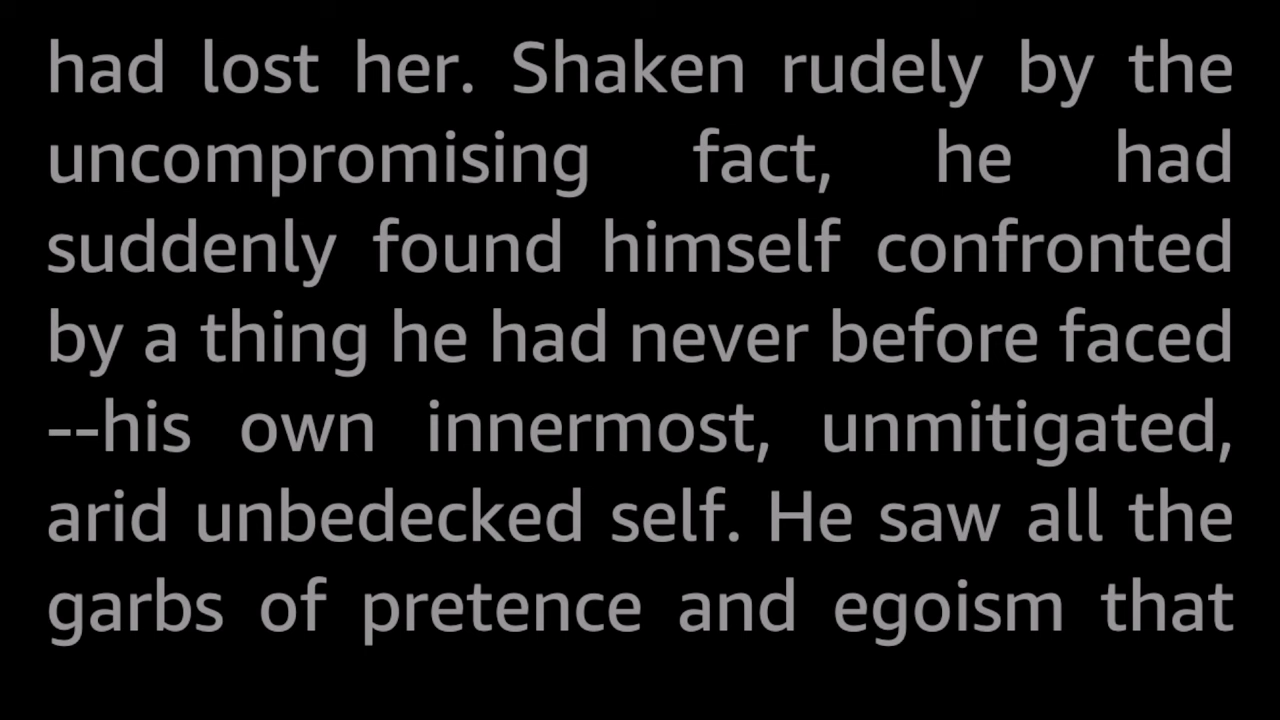 had lost her. Shaken rudely by the
uncompromising fact, he had
suddenly found himself confronted
by a thing he had never before faced
--his own innermost, unmitigated,
arid unbedecked self. He saw all the
garbs of pretence and egoism that